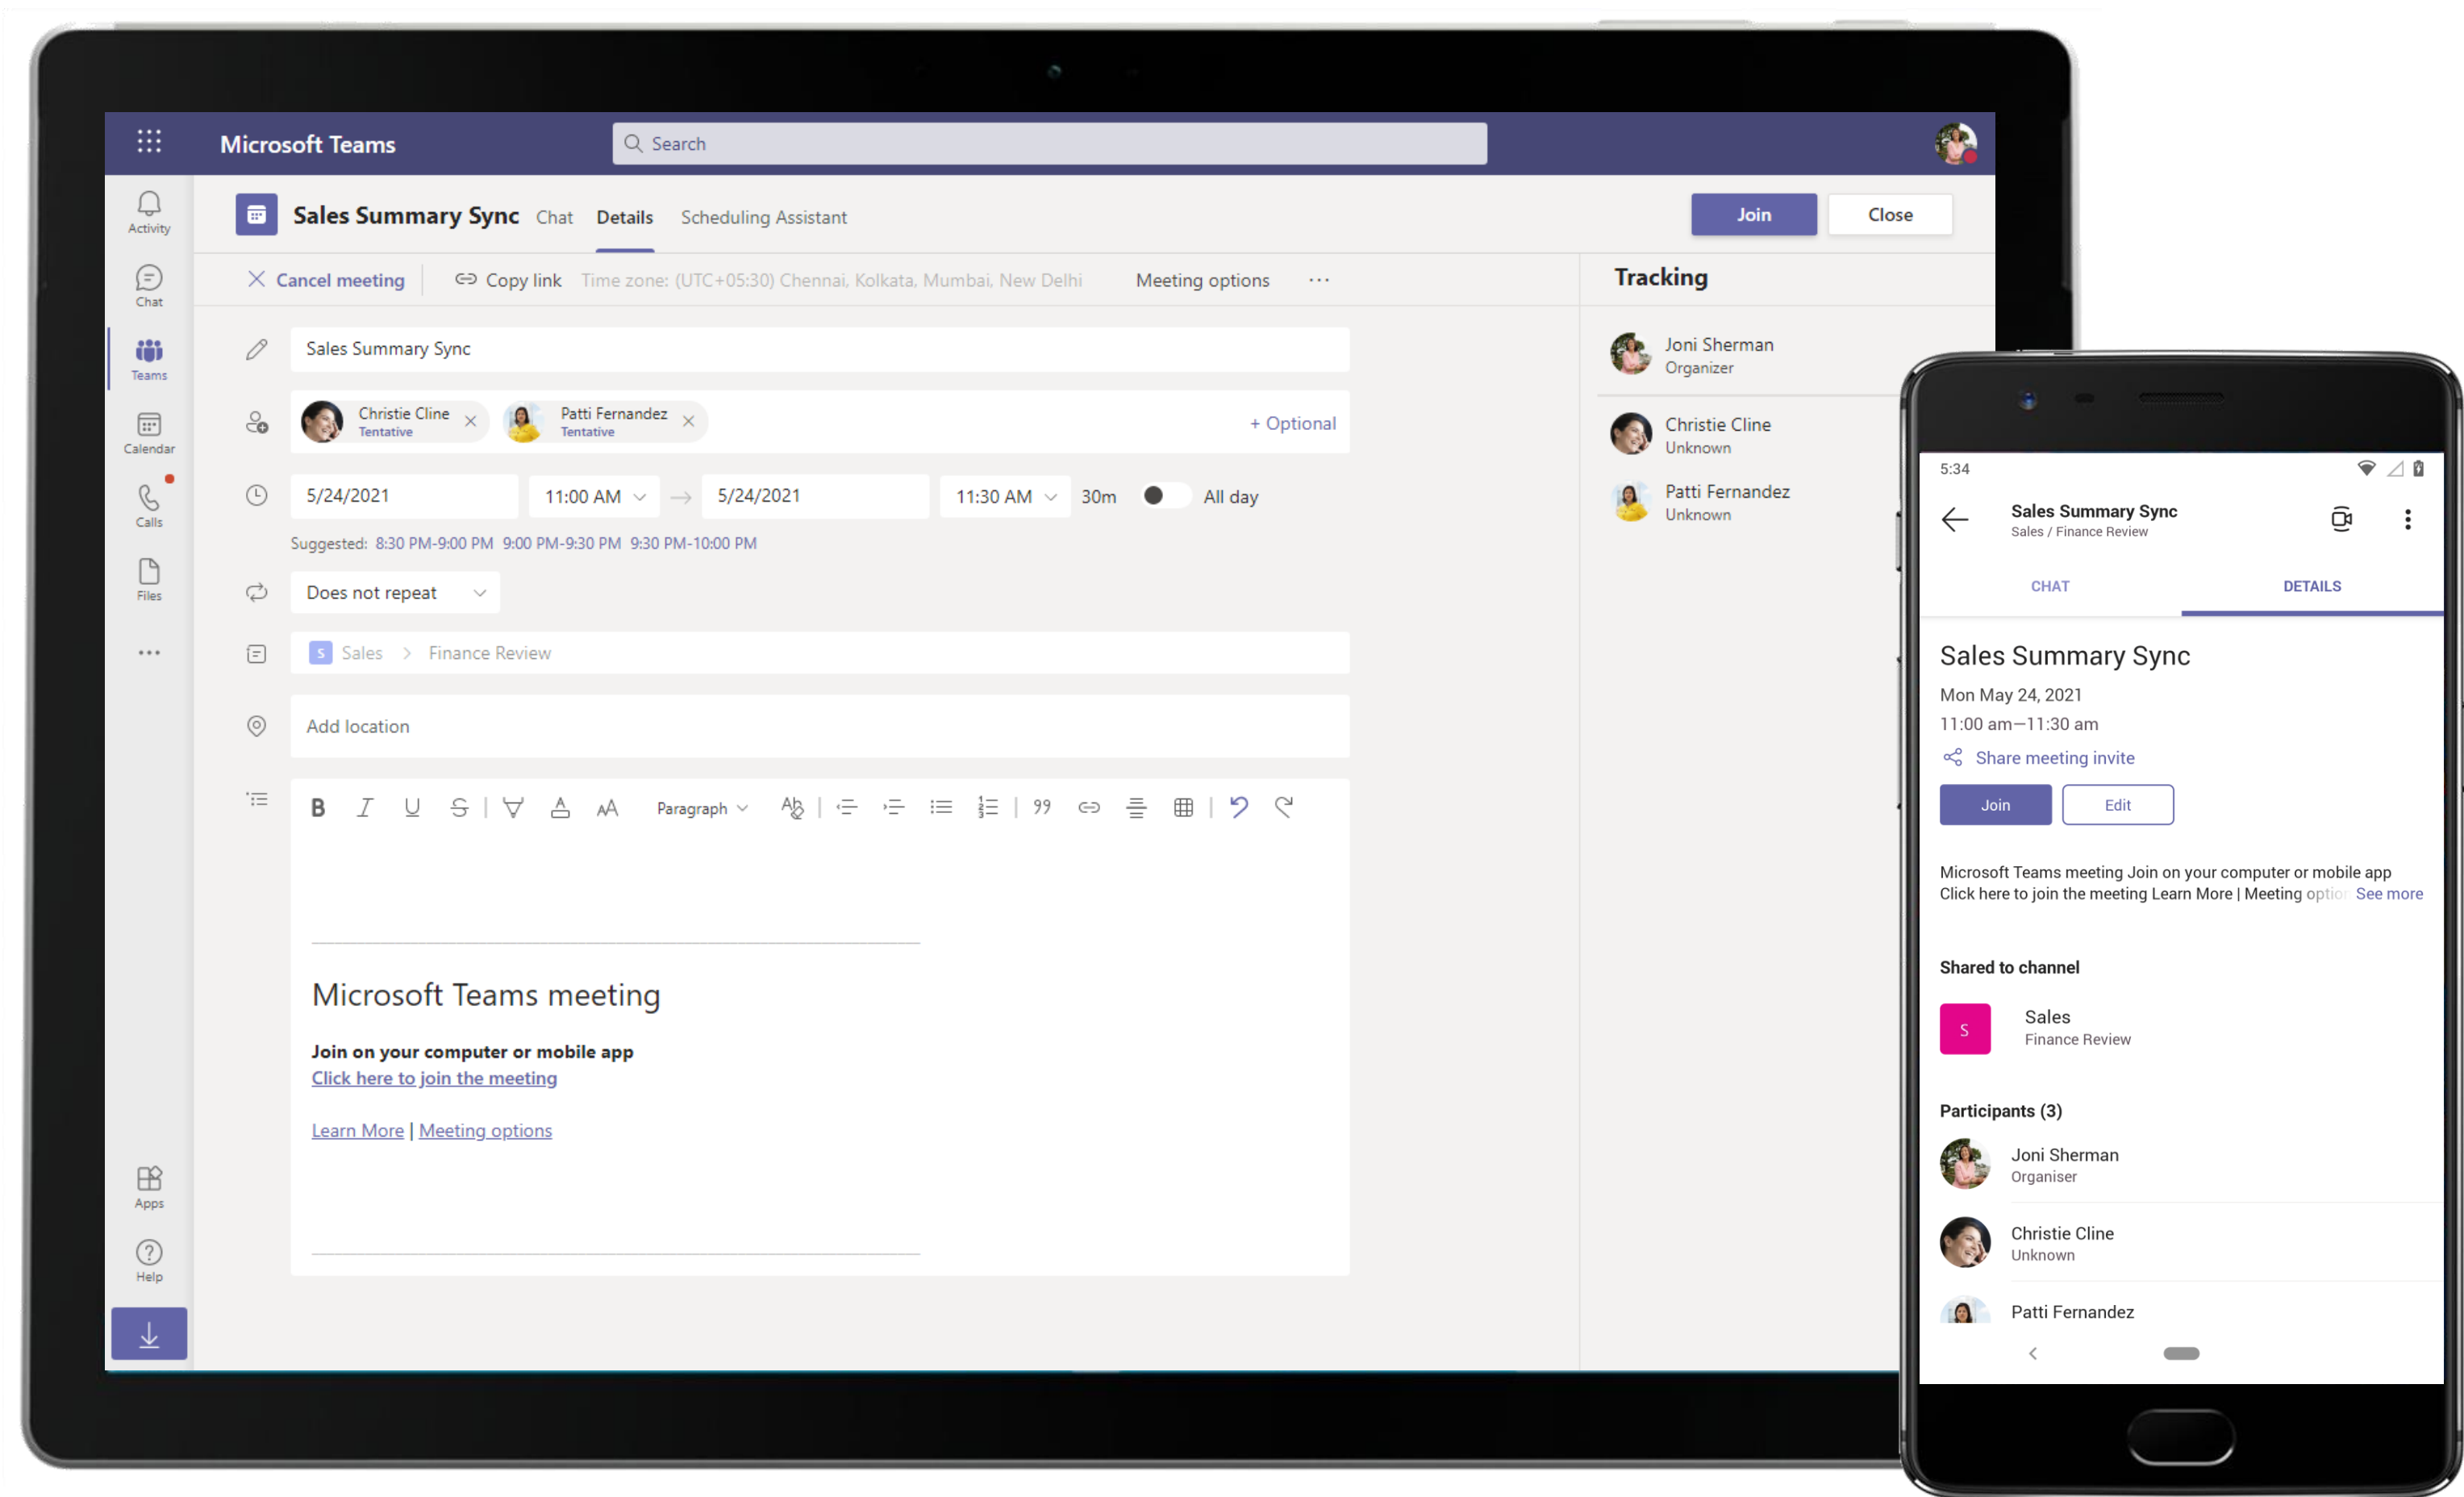 Microsoft Teams
Search
Activity
Chat
Teams
Calendar
Calls
Files
Apps
Help
Sales Summary Sync Chat Details Scheduling Assistant
Join Close
Cancel meeting Copy link Time zone: (UTC+05:30) Chennai, Kolkata, Mumbai, New Delhi Meeting options
Sales Summary Sync
Christie Cline
Tentative
Patti Fernandez
Tentative
+ Optional
5/24/2021 11:00 AM → 5/24/2021 11:30 AM 30m All day
Suggested: 8:30 PM-9:00 PM 9:00 PM-9:30 PM 9:30 PM-10:00 PM
Does not repeat
S Sales > Finance Review
Add location
Paragraph
Microsoft Teams meeting
Join on your computer or mobile app
Click here to join the meeting
Learn More | Meeting options
Tracking
Joni Sherman
Organizer
Christie Cline
Unknown
Patti Fernandez
Unknown
5:34
Sales Summary Sync
Sales / Finance Review
CHAT DETAILS
Sales Summary Sync
Mon May 24, 2021
11:00 am—11:30 am
Share meeting invite
Join Edit
Microsoft Teams meeting Join on your computer or mobile app
Click here to join the meeting Learn More | Meeting optio See more
Shared to channel
S
Sales
Finance Review
Participants (3)
Joni Sherman
Organiser
Christie Cline
Unknown
Patti Fernandez